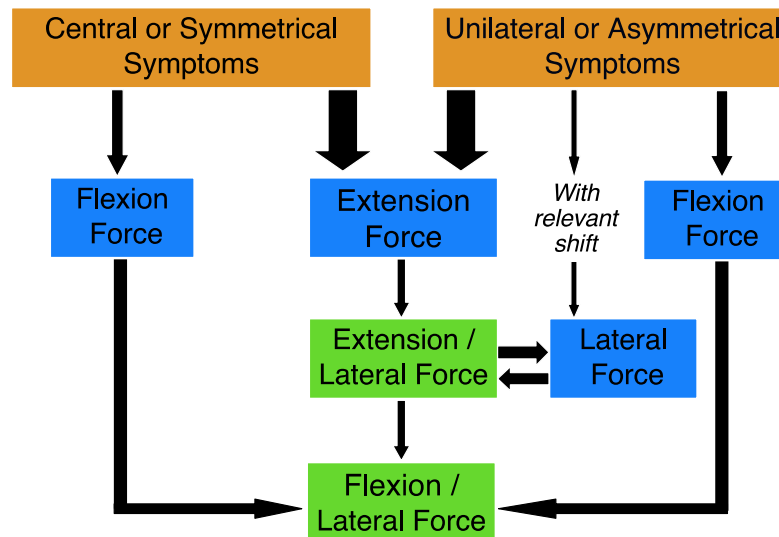 Central or Symmetrical
Symptoms
Unilateral or Asymmetrical
Symptoms
Flexion
Force
Extension
Force
With
relevant
shift
Flexion
Force
Extension /
Lateral Force
Lateral
Force
Flexion /
Lateral Force